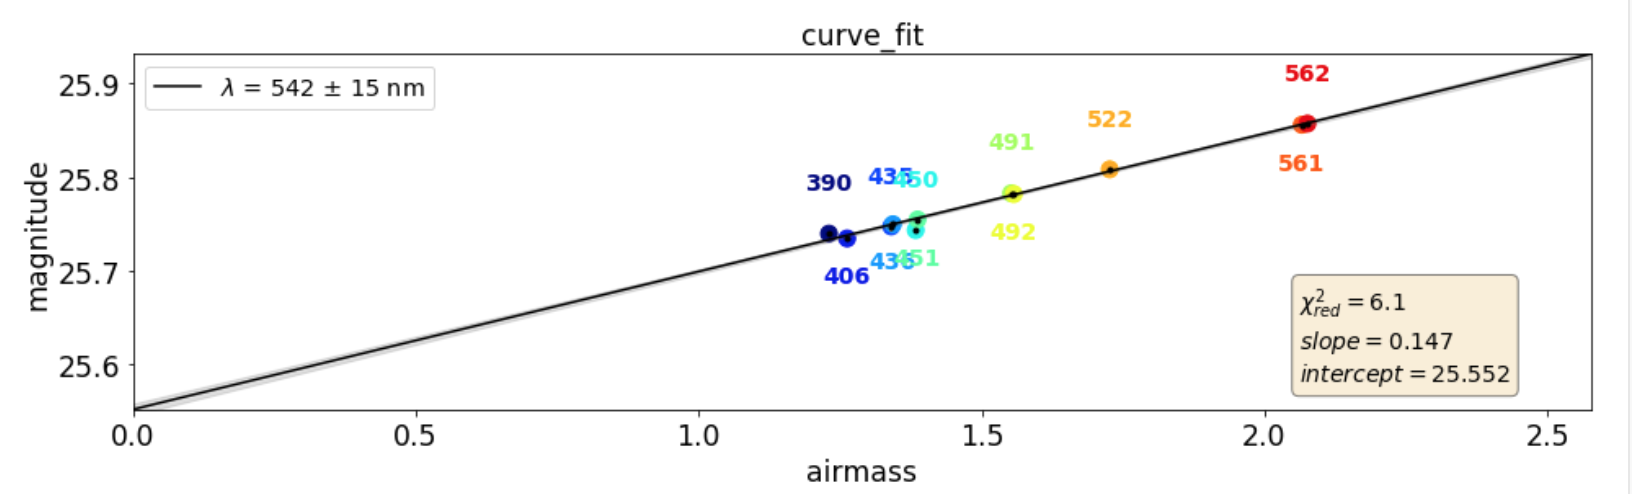 curve_fit
λ = 542 ± 15 nm
magnitude
25.9
25.8
25.7
25.6
562
522
491
561
390
435
450
492
436
451
406
χ²red = 6.1
slope = 0.147
intercept = 25.552
0.0 0.5 1.0 1.5 2.0 2.5
airmass